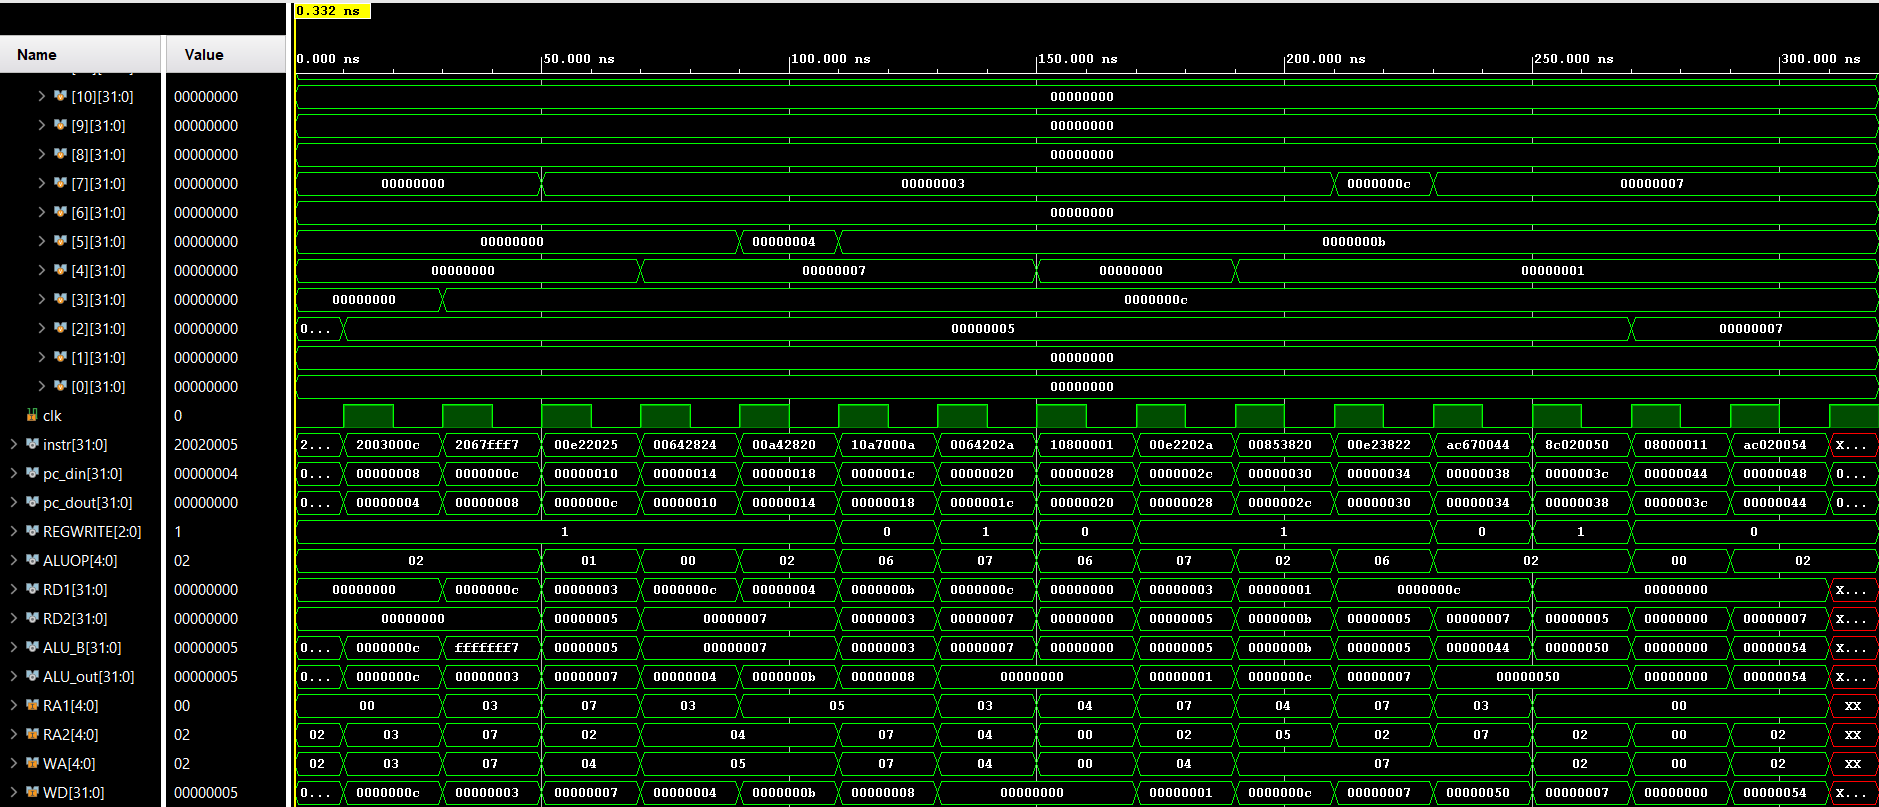 0.332 ns
Name Value 0.000 ns 50.000 ns 100.000 ns 150.000 ns 200.000 ns 250.000 ns 300.000 ns
[10][31:0] 00000000 00000000
[9][31:0] 00000000 00000000
[8][31:0] 00000000 00000000
[7][31:0] 00000000 00000000 00000003 0000000c 00000007
[6][31:0] 00000000 00000000
[5][31:0] 00000000 00000000 00000004 0000000b
[4][31:0] 00000000 00000000 00000007 00000000 00000001
[3][31:0] 00000000 00000000 0000000c
[2][31:0] 00000000 0... 00000005 00000007
[1][31:0] 00000000 00000000
[0][31:0] 00000000 00000000
clk 0
instr[31:0] 20020005 2... 2003000c 2067fff7 00e22025 00642824 00a42820 10a7000a 0064202a 10800001 00e2202a 00853820 00e23822 ac670044 8c020050 08000011 ac020054 X...
pc_din[31:0] 00000004 0... 00000008 0000000c 00000010 00000014 00000018 0000001c 00000020 00000028 0000002c 00000030 00000034 00000038 0000003c 00000044 00000048 0...
pc_dout[31:0] 00000000 0... 00000004 00000008 0000000c 00000010 00000014 00000018 0000001c 00000020 00000028 0000002c 00000030 00000034 00000038 0000003c 00000044 0...
REGWRITE[2:0] 1 1 0 1 0 1 0 1 0
ALUOP[4:0] 02 02 01 00 02 06 07 06 07 02 06 02 00 02
RD1[31:0] 00000000 00000000 0000000c 00000003 0000000c 00000004 0000000b 0000000c 00000000 00000003 00000001 0000000c 00000000 X...
RD2[31:0] 00000000 00000000 00000005 00000007 00000003 00000007 00000000 00000005 0000000b 00000005 00000007 00000005 00000000 00000007 X...
ALU_B[31:0] 00000005 0... 0000000c fffffff7 00000005 00000007 00000003 00000007 00000000 00000005 0000000b 00000005 00000044 00000050 00000000 00000054 X...
ALU_out[31:0] 00000005 0... 0000000c 00000003 00000007 00000004 0000000b 00000008 00000000 00000001 0000000c 00000007 00000050 00000000 00000054 X...
RA1[4:0] 00 00 03 07 03 05 03 04 07 04 07 03 00 XX
RA2[4:0] 02 02 03 07 02 04 07 04 00 02 05 02 07 02 00 02 XX
WA[4:0] 02 02 03 07 04 05 07 04 00 04 07 02 00 02 XX
WD[31:0] 00000005 0... 0000000c 00000003 00000007 00000004 0000000b 00000008 00000000 00000001 0000000c 00000007 00000050 00000007 00000000 00000054 X...